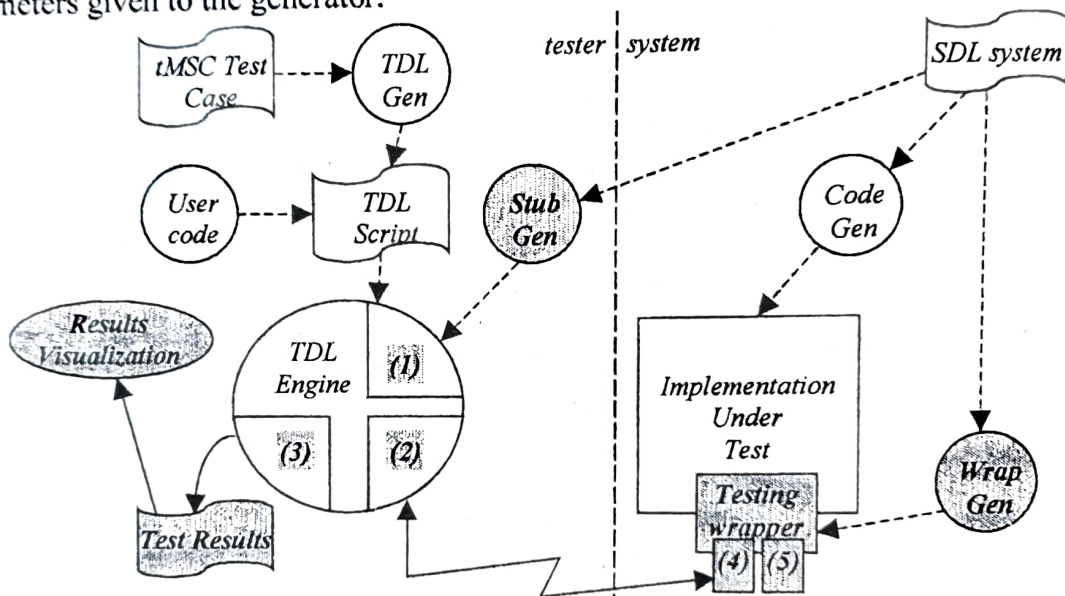 meters given to the generator.
tMSC Test
Case
TDL
Gen
tester
system
SDL system
User
code
TDL
Script
Stub
Gen
Code
Gen
Results
Visualization
TDL
Engine
(1)
(3)
(2)
Implementation
Under
Test
Testing
wrapper
(4)
(5)
Wrap
Gen
Test Results